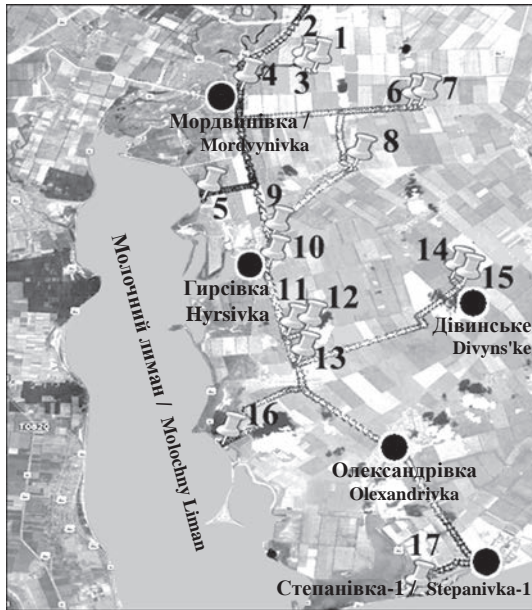 2
1
3
4
6
7
Мордвинівка /
Mordvynivka
8
5
9
10
Гирсівка
Hyrsivka
14
15
11
12
Дівинське
Divyns'ke
13
Молочний лиман / Molochny Liman
16
Олександрівка
Olexandrivka
17
Степанівка-1 / Stepanivka-1